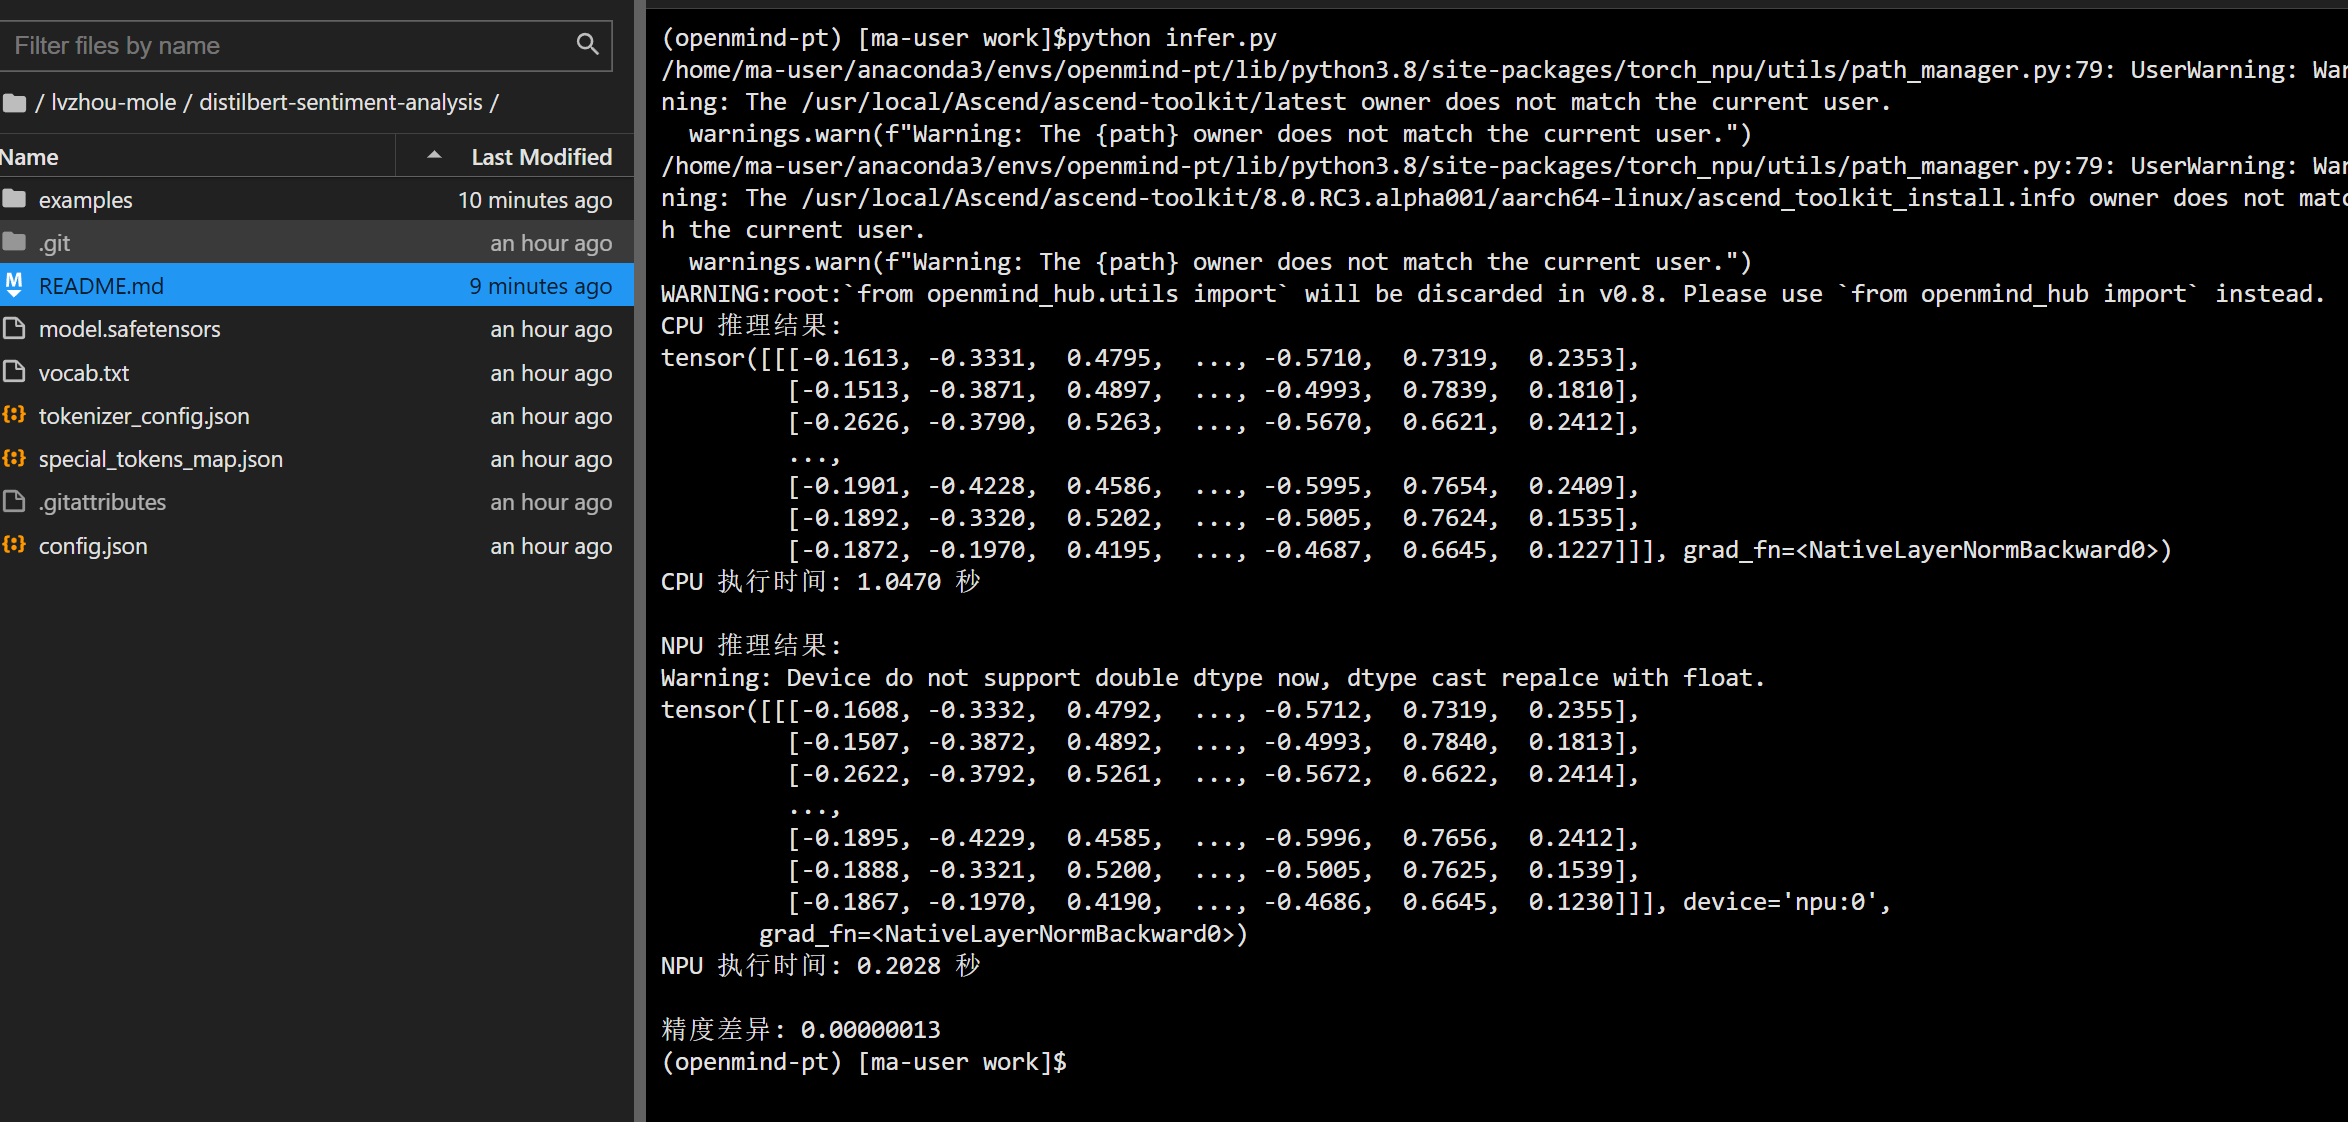 Filter files by name
/ lvzhou-mole / distilbert-sentiment-analysis /
Name Last Modified
examples 10 minutes ago
.git an hour ago
README.md 9 minutes ago
model.safetensors an hour ago
vocab.txt an hour ago
tokenizer_config.json an hour ago
special_tokens_map.json an hour ago
.gitattributes an hour ago
config.json an hour ago
(openmind-pt) [ma-user work]$python infer.py
/home/ma-user/anaconda3/envs/openmind-pt/lib/python3.8/site-packages/torch_npu/utils/path_manager.py:79: UserWarning: War
ning: The /usr/local/Ascend/ascend-toolkit/latest owner does not match the current user.
  warnings.warn(f"Warning: The {path} owner does not match the current user.")
/home/ma-user/anaconda3/envs/openmind-pt/lib/python3.8/site-packages/torch_npu/utils/path_manager.py:79: UserWarning: War
ning: The /usr/local/Ascend/ascend-toolkit/8.0.RC3.alpha001/aarch64-linux/ascend_toolkit_install.info owner does not matc
h the current user.
  warnings.warn(f"Warning: The {path} owner does not match the current user.")
WARNING:root:`from openmind_hub.utils import` will be discarded in v0.8. Please use `from openmind_hub import` instead.
CPU 推理结果:
tensor([[[-0.1613, -0.3331,  0.4795,  ..., -0.5710,  0.7319,  0.2353],
         [-0.1513, -0.3871,  0.4897,  ..., -0.4993,  0.7839,  0.1810],
         [-0.2626, -0.3790,  0.5263,  ..., -0.5670,  0.6621,  0.2412],
         ...,
         [-0.1901, -0.4228,  0.4586,  ..., -0.5995,  0.7654,  0.2409],
         [-0.1892, -0.3320,  0.5202,  ..., -0.5005,  0.7624,  0.1535],
         [-0.1872, -0.1970,  0.4195,  ..., -0.4687,  0.6645,  0.1227]]], grad_fn=<NativeLayerNormBackward0>)
CPU 执行时间: 1.0470 秒
NPU 推理结果:
Warning: Device do not support double dtype now, dtype cast repalce with float.
tensor([[[-0.1608, -0.3332,  0.4792,  ..., -0.5712,  0.7319,  0.2355],
         [-0.1507, -0.3872,  0.4892,  ..., -0.4993,  0.7840,  0.1813],
         [-0.2622, -0.3792,  0.5261,  ..., -0.5672,  0.6622,  0.2414],
         ...,
         [-0.1895, -0.4229,  0.4585,  ..., -0.5996,  0.7656,  0.2412],
         [-0.1888, -0.3321,  0.5200,  ..., -0.5005,  0.7625,  0.1539],
         [-0.1867, -0.1970,  0.4190,  ..., -0.4686,  0.6645,  0.1230]]], device='npu:0',
       grad_fn=<NativeLayerNormBackward0>)
NPU 执行时间: 0.2028 秒
精度差异: 0.00000013
(openmind-pt) [ma-user work]$